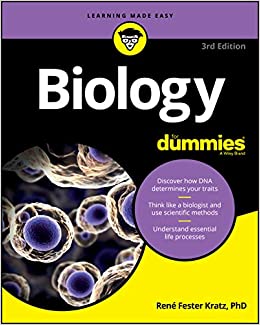 LEARNING MADE EASY
3rd Edition
Biology
for
dummies
A Wiley Brand
Discover how DNA
determines your traits
Think like a biologist and
use scientific methods
Understand essential
life processes
René Fester Kratz, PhD